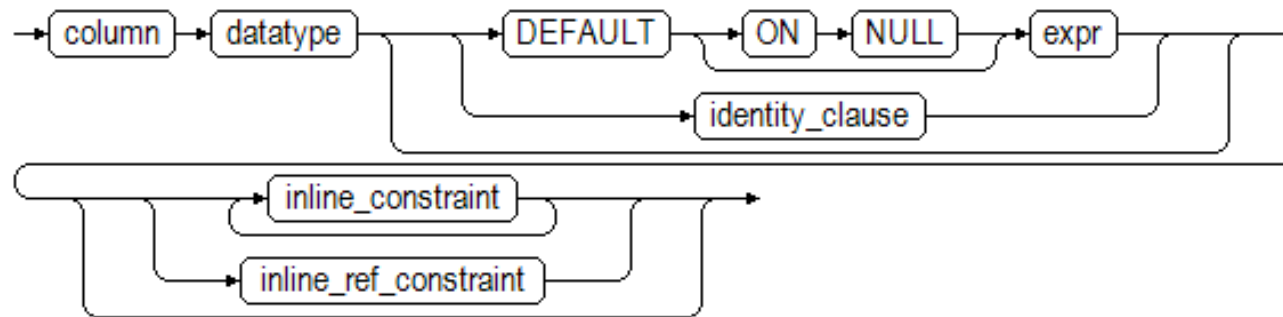 column datatype DEFAULT ON NULL expr
identity_clause
inline_constraint
inline_ref_constraint